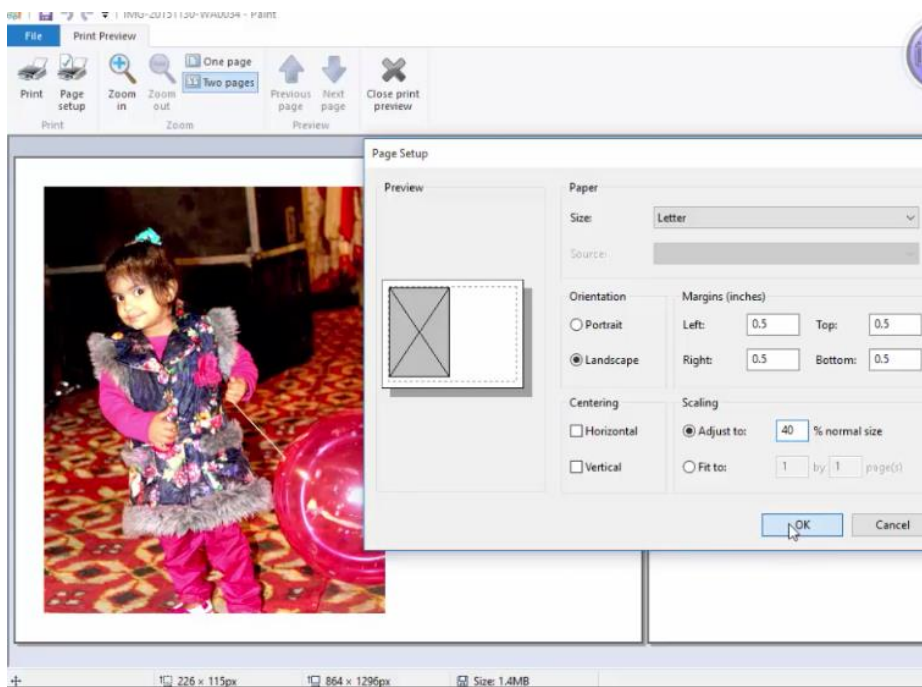 IMG-20151130-WA0034 - Paint
File Print Preview
Print Page setup Zoom in Zoom out One page Two pages Previous page Next page Close print preview
Print Zoom Preview
Page Setup
Preview Paper
Size: Letter
Source:
Orientation Margins (inches)
Portrait Left: 0.5 Top: 0.5
Landscape Right: 0.5 Bottom: 0.5
Centering Scaling
Horizontal Adjust to: 40 % normal size
Vertical Fit to: 1 by 1 page(s)
OK Cancel
226 × 115px 864 × 1296px Size: 1.4MB